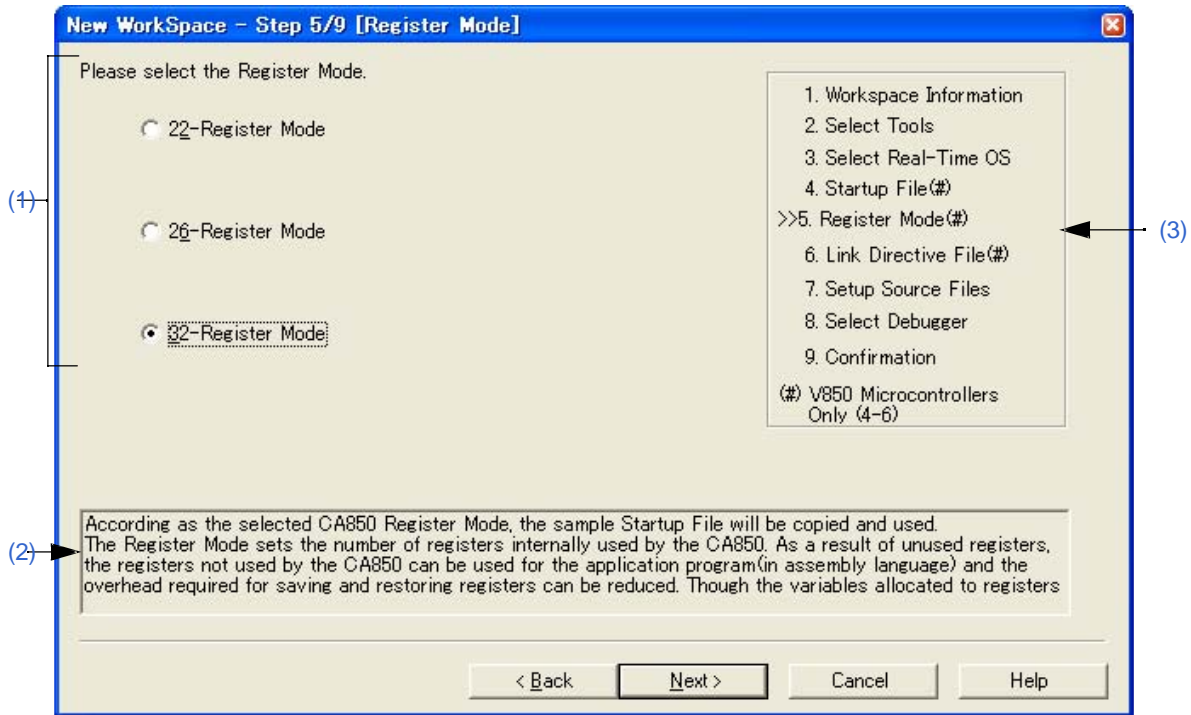 New WorkSpace - Step 5/9 [Register Mode]
Please select the Register Mode.
22-Register Mode
26-Register Mode
32-Register Mode
(1)
1. Workspace Information
2. Select Tools
3. Select Real-Time OS
4. Startup File(#)
>>5. Register Mode(#)
6. Link Directive File(#)
7. Setup Source Files
8. Select Debugger
9. Confirmation
(#) V850 Microcontrollers
Only (4-6)
(3)
(2)
According as the selected CA850 Register Mode, the sample Startup File will be copied and used.
The Register Mode sets the number of registers internally used by the CA850. As a result of unused registers,
the registers not used by the CA850 can be used for the application program(in assembly language) and the
overhead required for saving and restoring registers can be reduced. Though the variables allocated to registers
< Back
Next >
Cancel
Help